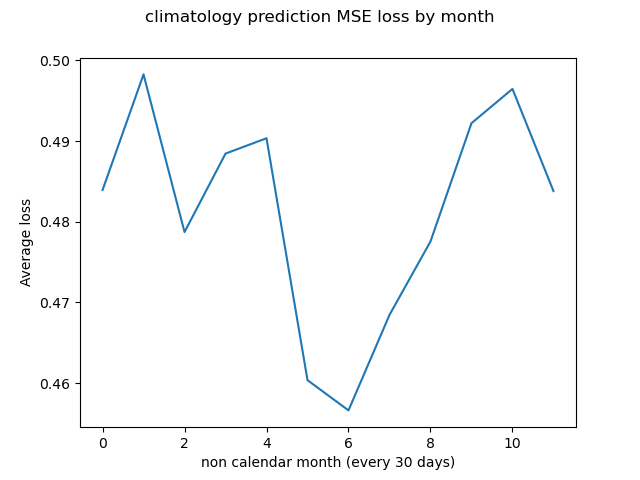 climatology prediction MSE loss by month
0.50
0.49
0.48
0.47
0.46
Average loss
0 2 4 6 8 10
non calendar month (every 30 days)